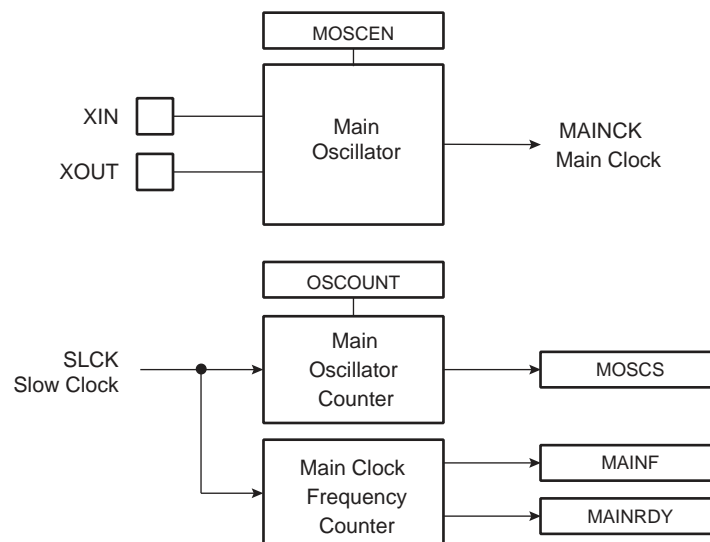 MOSCEN
XIN
XOUT
Main
Oscillator
MAINCK
Main Clock
OSCOUNT
SLCK
Slow Clock
Main
Oscillator
Counter
MOSCS
Main Clock
Frequency
Counter
MAINF
MAINRDY